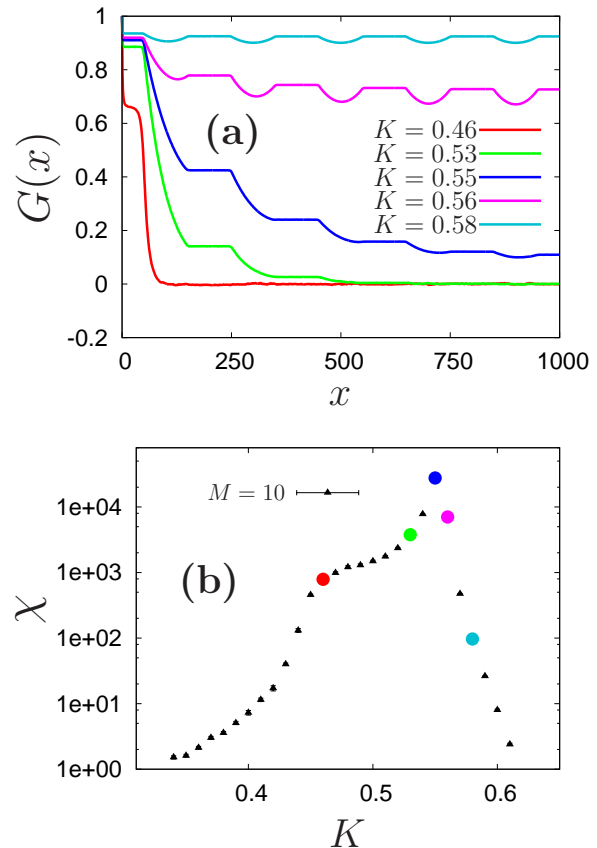 1
0.8
0.6
0.4
0.2
0
-0.2
G(x)
(a)
K = 0.46
K = 0.53
K = 0.55
K = 0.56
K = 0.58
0 250 500 750 1000
x
1e+04
1e+03
1e+02
1e+01
1e+00
χ
M = 10
(b)
0.4 0.5 0.6
K